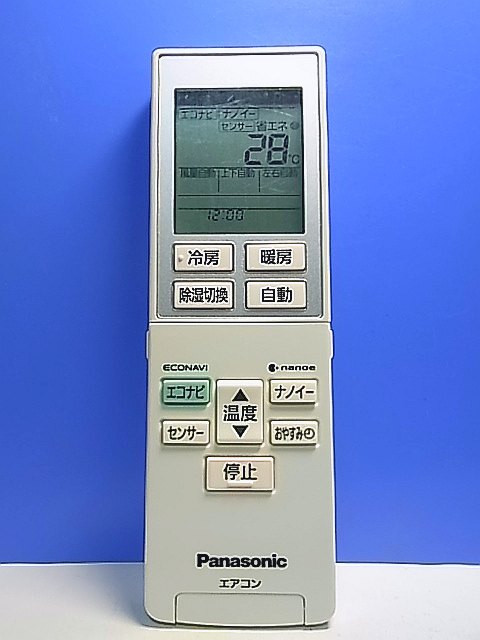 エコナビ ナノイー
センサー 省エネ
28℃
風量自動 上下自動 左右自動
12:00
冷房 暖房
除湿切換 自動
ECONAVI nanoe
エコナビ ▲ ナノイー
温度
センサー ▼ おやすみ
停止
Panasonic
エアコン